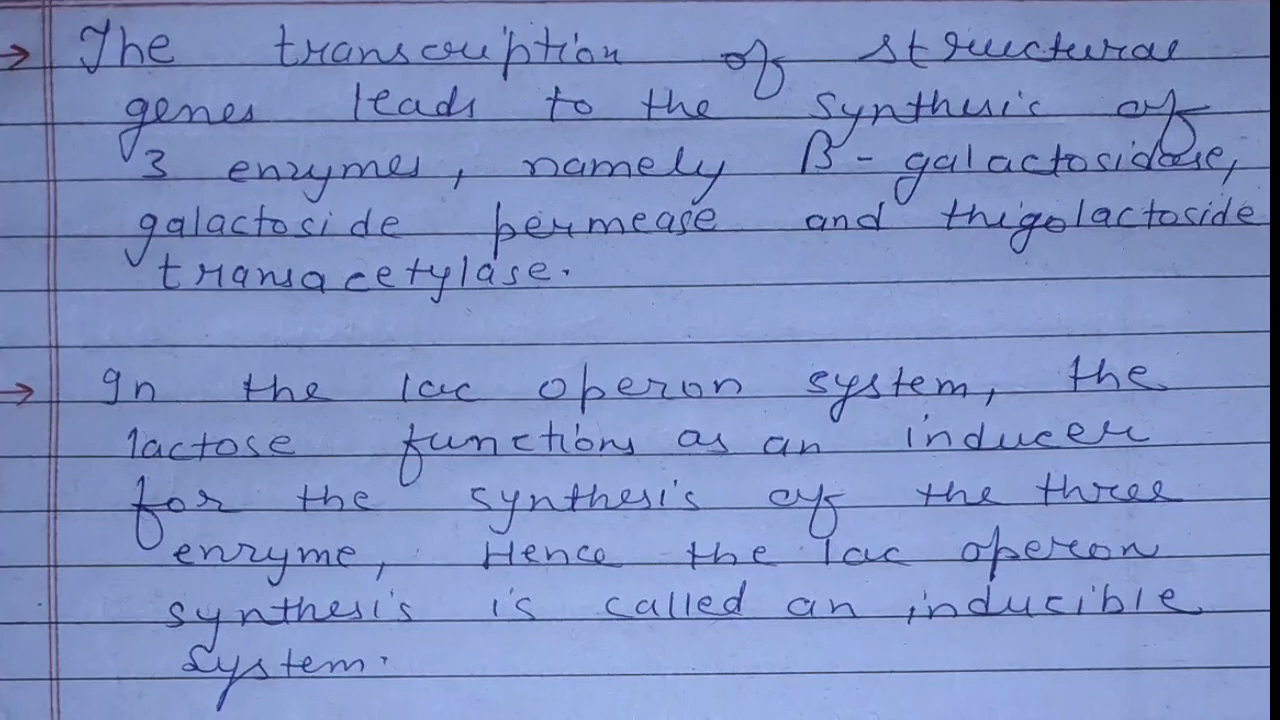 → The transcription of structural
genes leads to the synthesis of
3 enzymes, namely β-galactosidase,
galactoside permease and thigolactoside
transacetylase.
→ In the lac operon system, the
lactose functions as an inducer
for the synthesis of the three
enzyme, Hence the lac operon
synthesis is called an inducible
system.